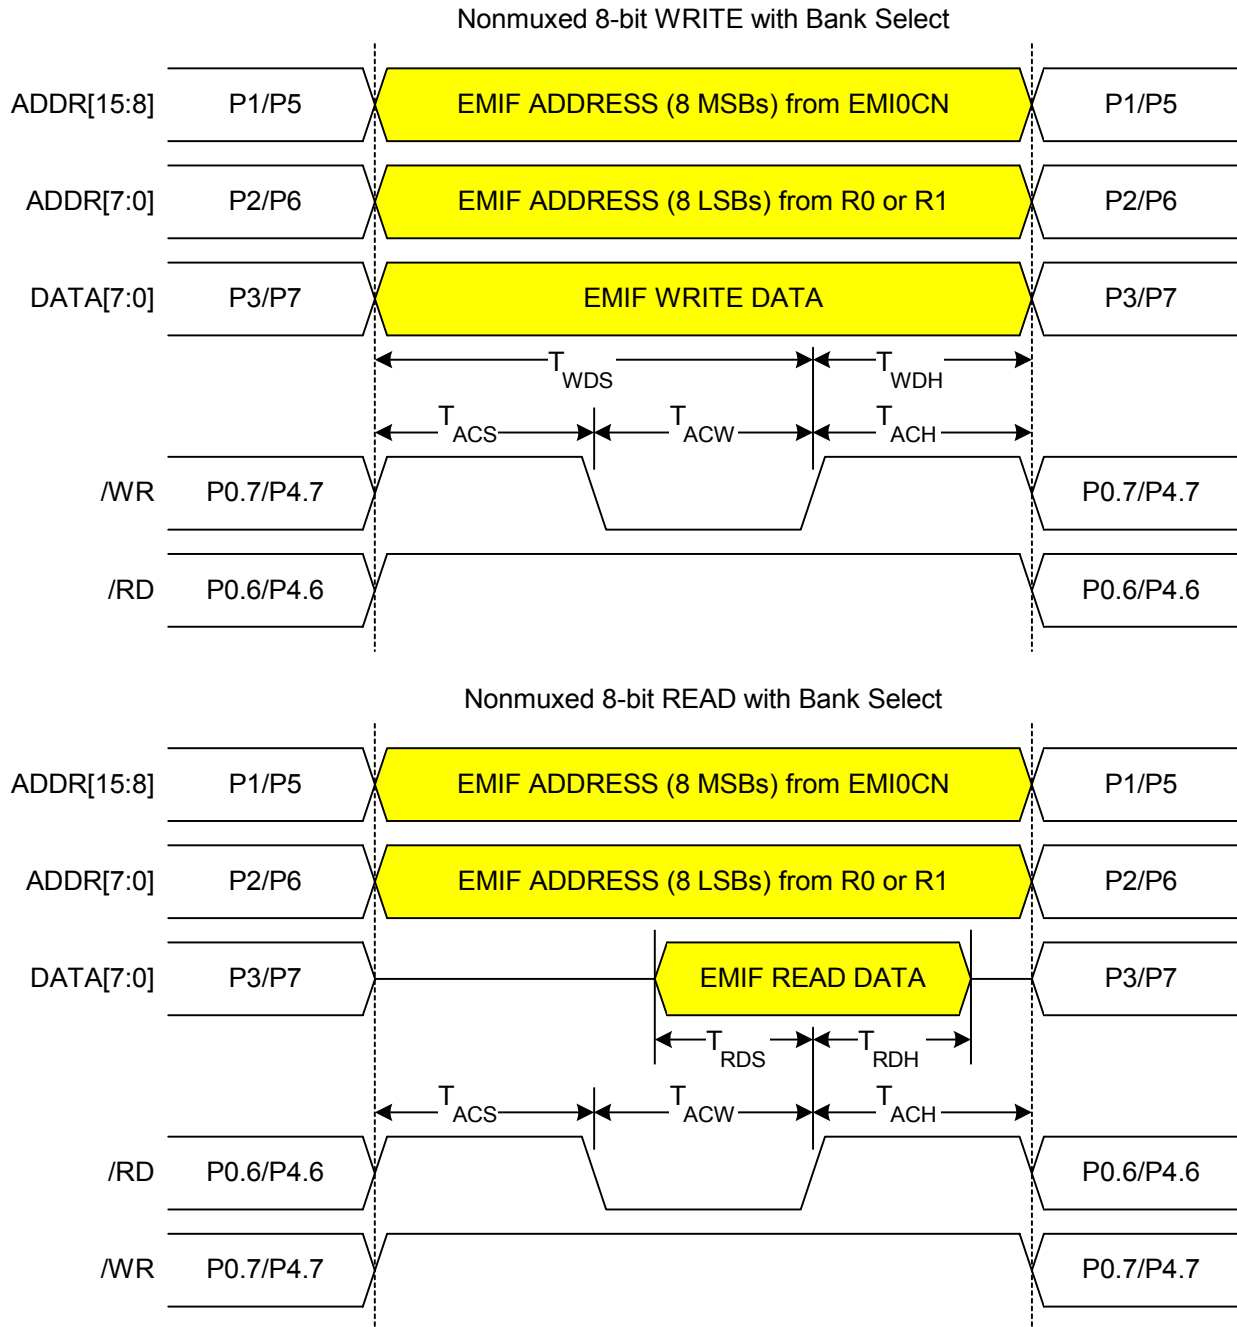 Nonmuxed 8-bit WRITE with Bank Select
ADDR[15:8] P1/P5 EMIF ADDRESS (8 MSBs) from EMI0CN P1/P5
ADDR[7:0] P2/P6 EMIF ADDRESS (8 LSBs) from R0 or R1 P2/P6
DATA[7:0] P3/P7 EMIF WRITE DATA P3/P7
TWDS TWDH
TACS TACW TACH
/WR P0.7/P4.7 P0.7/P4.7
/RD P0.6/P4.6 P0.6/P4.6
Nonmuxed 8-bit READ with Bank Select
ADDR[15:8] P1/P5 EMIF ADDRESS (8 MSBs) from EMI0CN P1/P5
ADDR[7:0] P2/P6 EMIF ADDRESS (8 LSBs) from R0 or R1 P2/P6
DATA[7:0] P3/P7 EMIF READ DATA P3/P7
TRDS TRDH
TACS TACW TACH
/RD P0.6/P4.6 P0.6/P4.6
/WR P0.7/P4.7 P0.7/P4.7